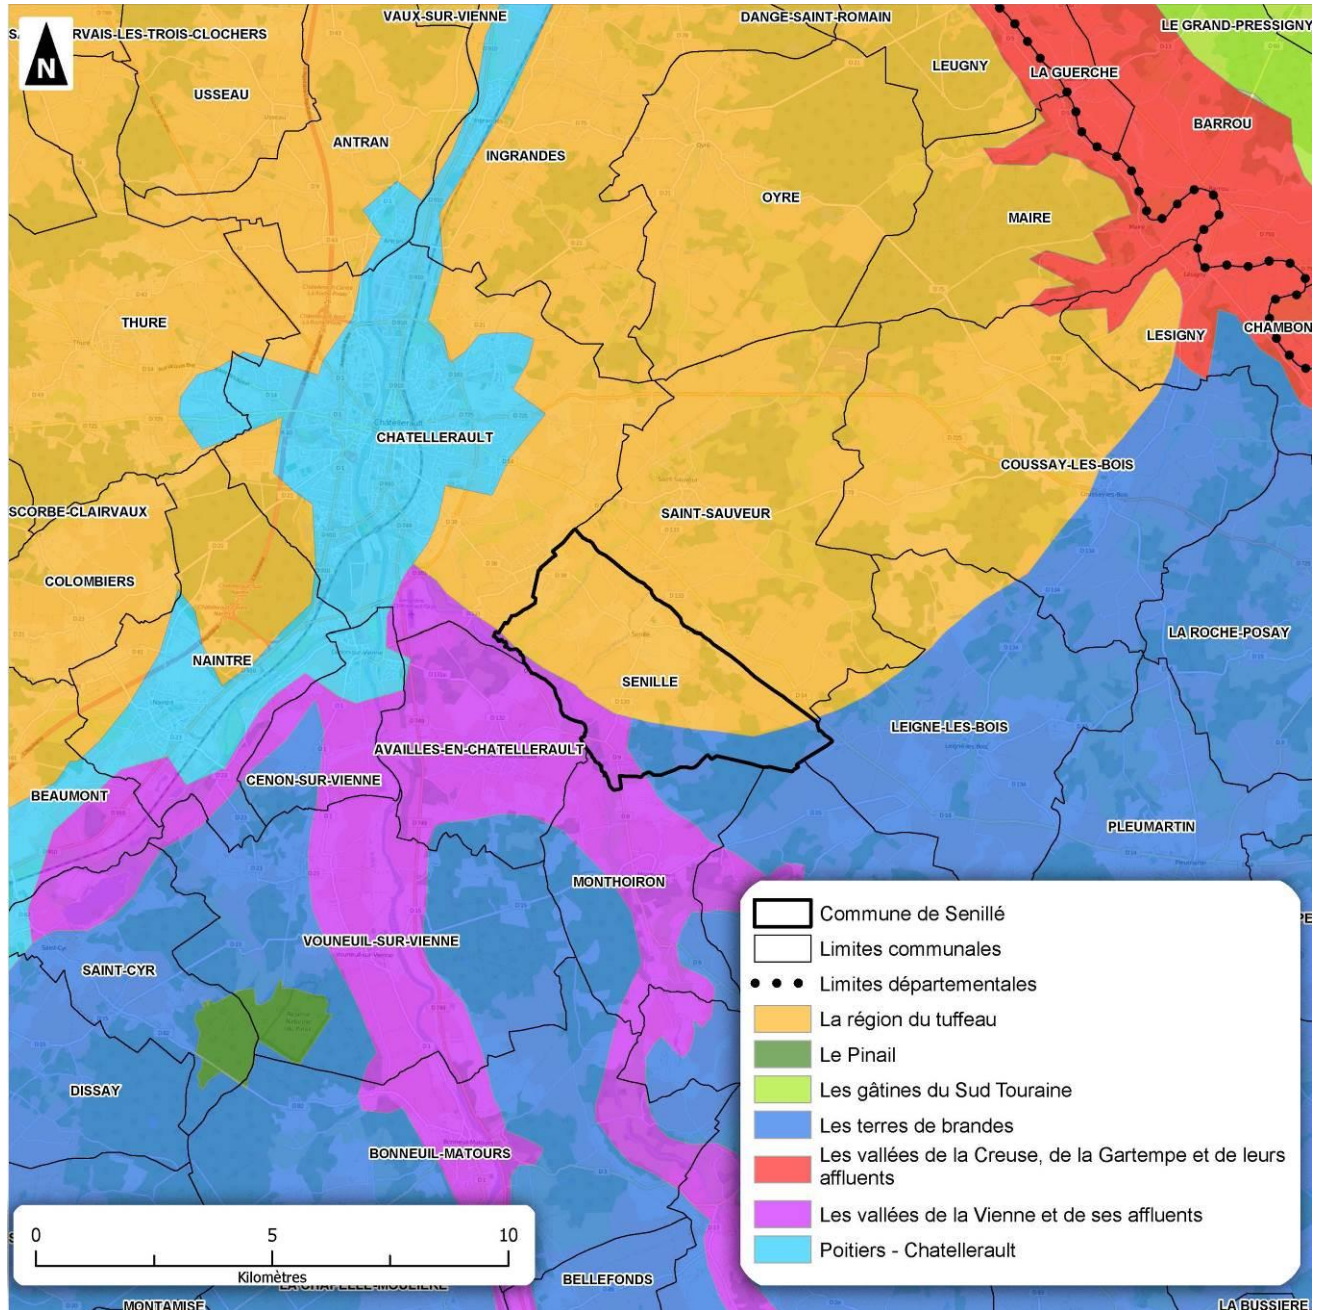 VAUX-SUR-VIENNE
DANGE-SAINT-ROMAIN
LE GRAND-PRESSIGNY
RVAIS-LES-TROIS-CLOCHERS
N
LEUGNY
LA GUERCHE
USSEAU
BARROU
ANTRAN
INGRANDES
OYRE
MAIRE
THURE
LESIGNY
CHAMBON
CHATELLERAULT
COUSSAY-LES-BOIS
SCORBE-CLAIRVAUX
SAINT-SAUVEUR
COLOMBIERS
LA ROCHE-POSAY
NAINTRE
SENILLE
LEIGNE-LES-BOIS
AVAILLES-EN-CHATELLERAULT
CENON-SUR-VIENNE
BEAUMONT
PLEUMARTIN
MONTHOIRON
VOUNEUIL-SUR-VIENNE
SAINT-CYR
DISSAY
BONNEUIL-MATOURS
BELLEFONDS
LA CHAPELLE-MOULIERE
MONTAMISE
LA BUSSIERE
Commune de Senillé
Limites communales
Limites départementales
La région du tuffeau
Le Pinail
Les gâtines du Sud Touraine
Les terres de brandes
Les vallées de la Creuse, de la Gartempe et de leurs
affluents
Les vallées de la Vienne et de ses affluents
Poitiers - Chatellerault
0 5 10
Kilomètres